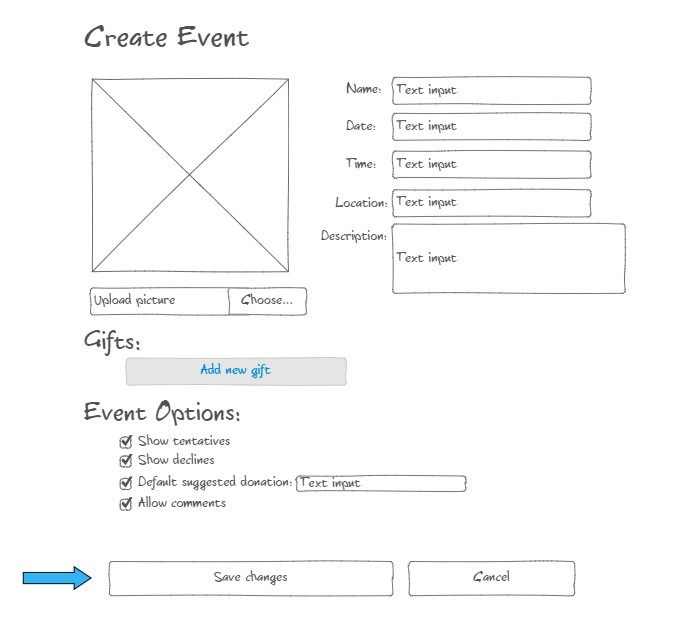 Create Event
Name: Text input
Date: Text input
Time: Text input
Location: Text input
Description: Text input
Upload picture Choose...
Gifts:
Add new gift
Event Options:
Show tentatives
Show declines
Default suggested donation: Text input
Allow comments
Save changes Cancel